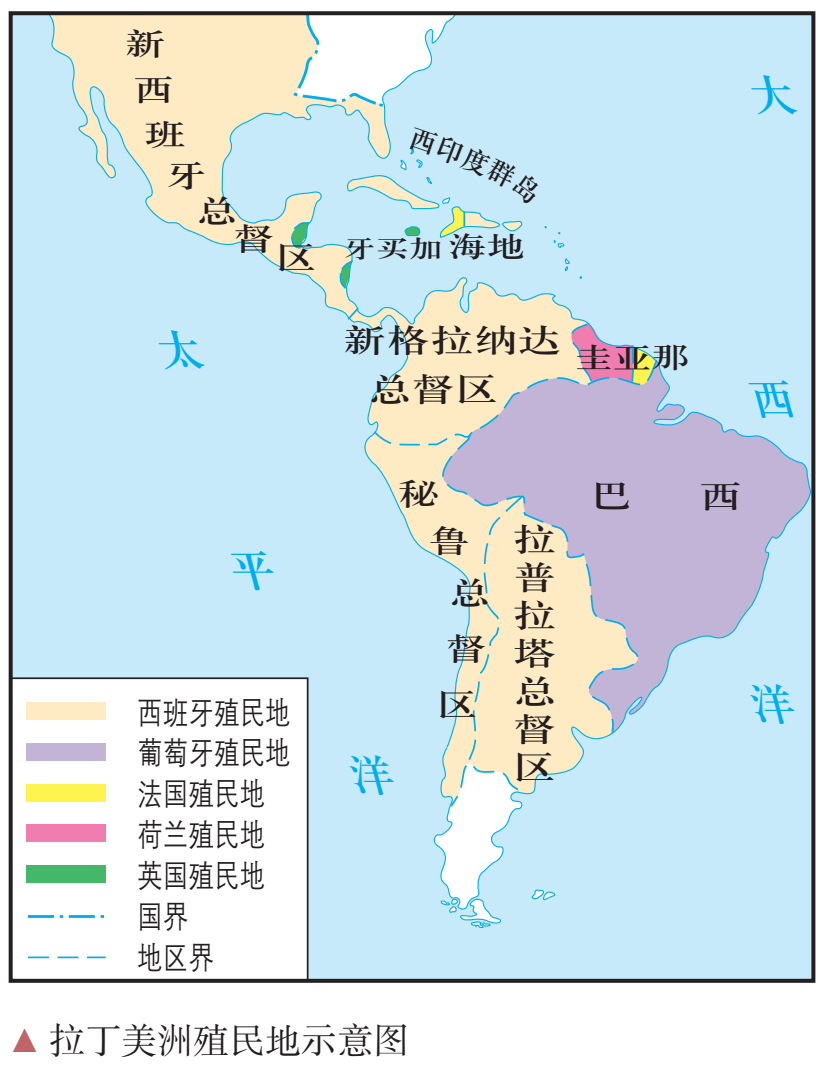 新西班牙总督区
大西洋
西印度群岛
牙买加
海地
太平洋
新格拉纳达
总督区
圭亚那
巴西
秘鲁总督区
拉普拉塔总督区
西班牙殖民地
葡萄牙殖民地
法国殖民地
荷兰殖民地
英国殖民地
国界
地区界
▲ 拉丁美洲殖民地示意图